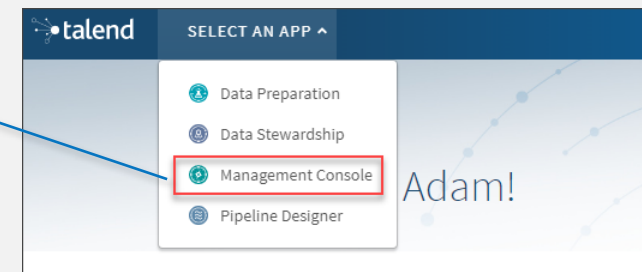 talend
SELECT AN APP ^
Data Preparation
Data Stewardship
Management Console
Adam!
Pipeline Designer